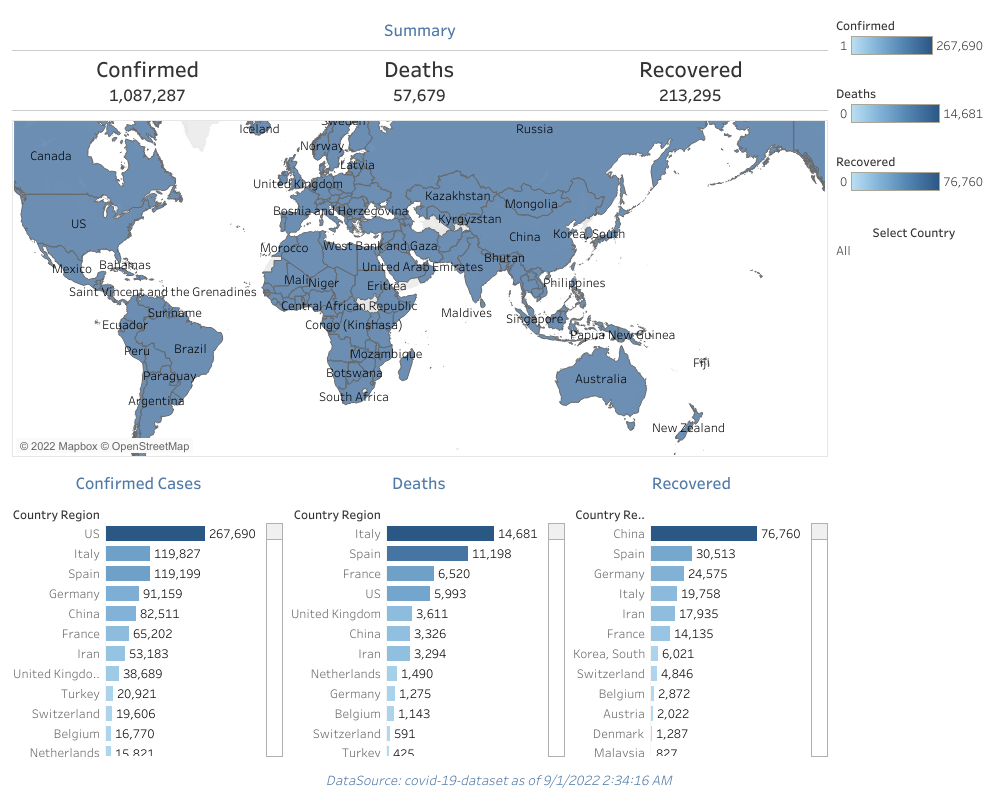 Summary
Confirmed Deaths Recovered
1,087,287 57,679 213,295
Confirmed
1 267,690
Deaths
0 14,681
Recovered
0 76,760
Select Country
All
Sweden
Iceland Russia
Norway
Canada
Latvia
United Kingdom
Kazakhstan
Mongolia
Bosnia and Herzegovina
Kyrgyzstan
US
China Korea, South
Morocco West Bank and Gaza
Bhutan
Mexico Bahamas
United Arab Emirates
Mali Niger Eritrea
Philippines
Saint Vincent and the Grenadines
Central African Republic
Suriname
Maldives
Singapore
Ecuador
Congo (Kinshasa)
Papua New Guinea
Peru Brazil
Mozambique
Fiji
Paraguay
Botswana
Australia
Argentina
South Africa
New Zealand
© 2022 Mapbox © OpenStreetMap
Confirmed Cases
Country Region
US 267,690
Italy 119,827
Spain 119,199
Germany 91,159
China 82,511
France 65,202
Iran 53,183
United Kingdo.. 38,689
Turkey 20,921
Switzerland 19,606
Belgium 16,770
Netherlands 15,821
Deaths
Country Region
Italy 14,681
Spain 11,198
France 6,520
US 5,993
United Kingdom 3,611
China 3,326
Iran 3,294
Netherlands 1,490
Germany 1,275
Belgium 1,143
Switzerland 591
Turkey 425
Recovered
Country Re..
China 76,760
Spain 30,513
Germany 24,575
Italy 19,758
Iran 17,935
France 14,135
Korea, South 6,021
Switzerland 4,846
Belgium 2,872
Austria 2,022
Denmark 1,287
Malaysia 827
DataSource: covid-19-dataset as of 9/1/2022 2:34:16 AM